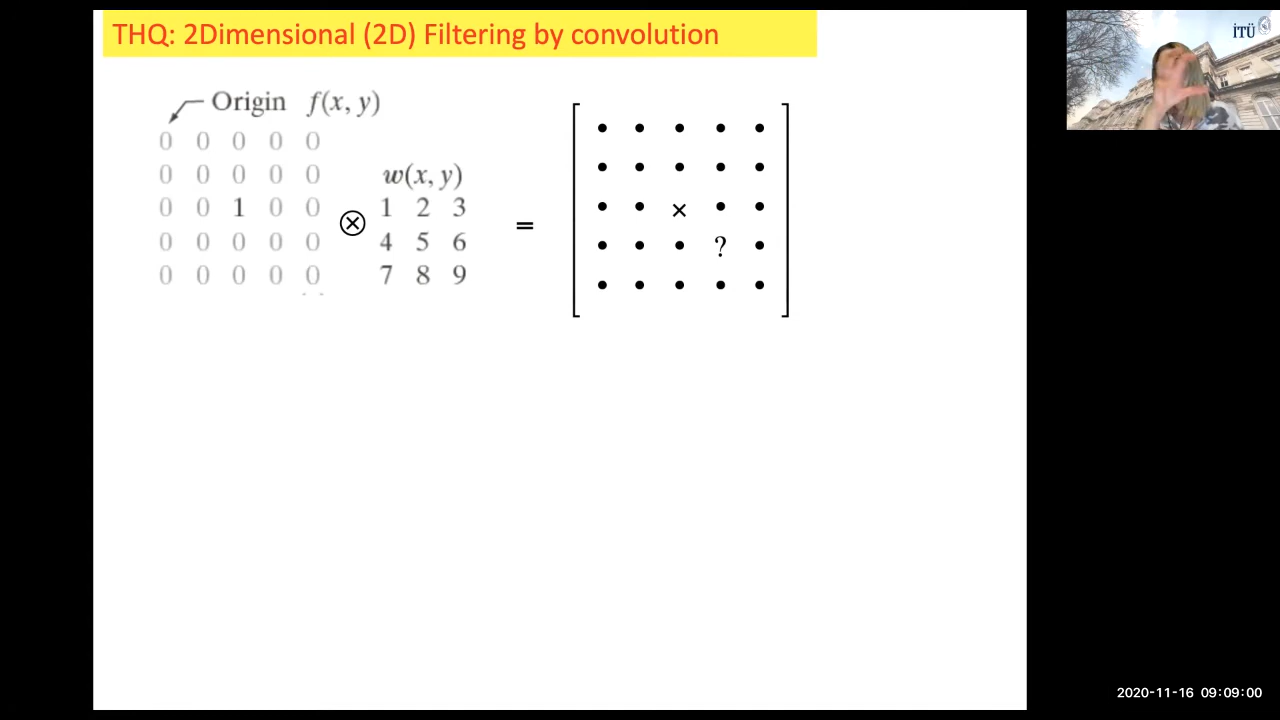 THQ: 2Dimensional (2D) Filtering by convolution
İTÜ
Origin f(x, y)
0 0 0 0 0
0 0 0 0 0
0 0 1 0 0
0 0 0 0 0
0 0 0 0 0
⊗
w(x, y)
1 2 3
4 5 6
7 8 9
=
• • • • •
• • • • •
• • × • •
• • • ? •
• • • • •
2020-11-16 09:09:00